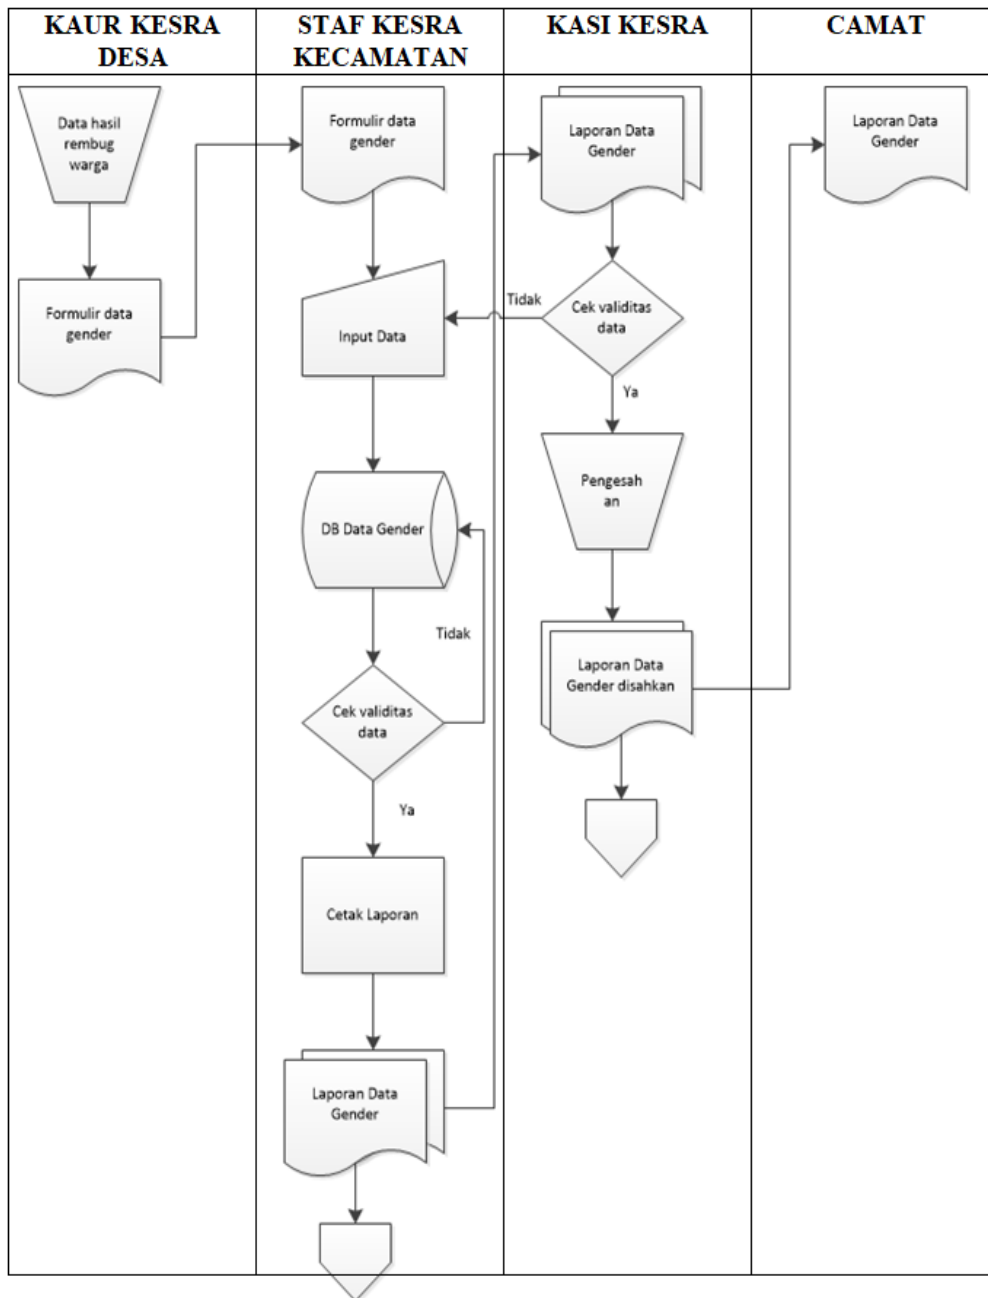 KAUR KESRA
DESA
STAF KESRA
KECAMATAN
KASI KESRA
CAMAT
Data hasil
rembug
warga
Formulir data
gender
Formulir data
gender
Input Data
DB Data Gender
Tidak
Cek validitas
data
Ya
Cetak Laporan
Laporan Data
Gender
Laporan Data
Gender
Tidak
Cek validitas
data
Ya
Pengesah
an
Laporan Data
Gender disahkan
Laporan Data
Gender